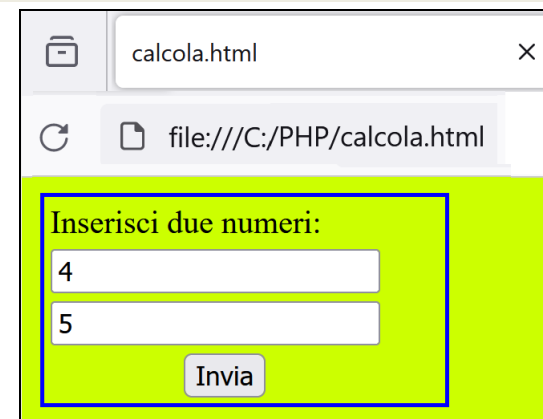 calcola.html
file:///C:/PHP/calcola.html
Inserisci due numeri:
4
5
Invia